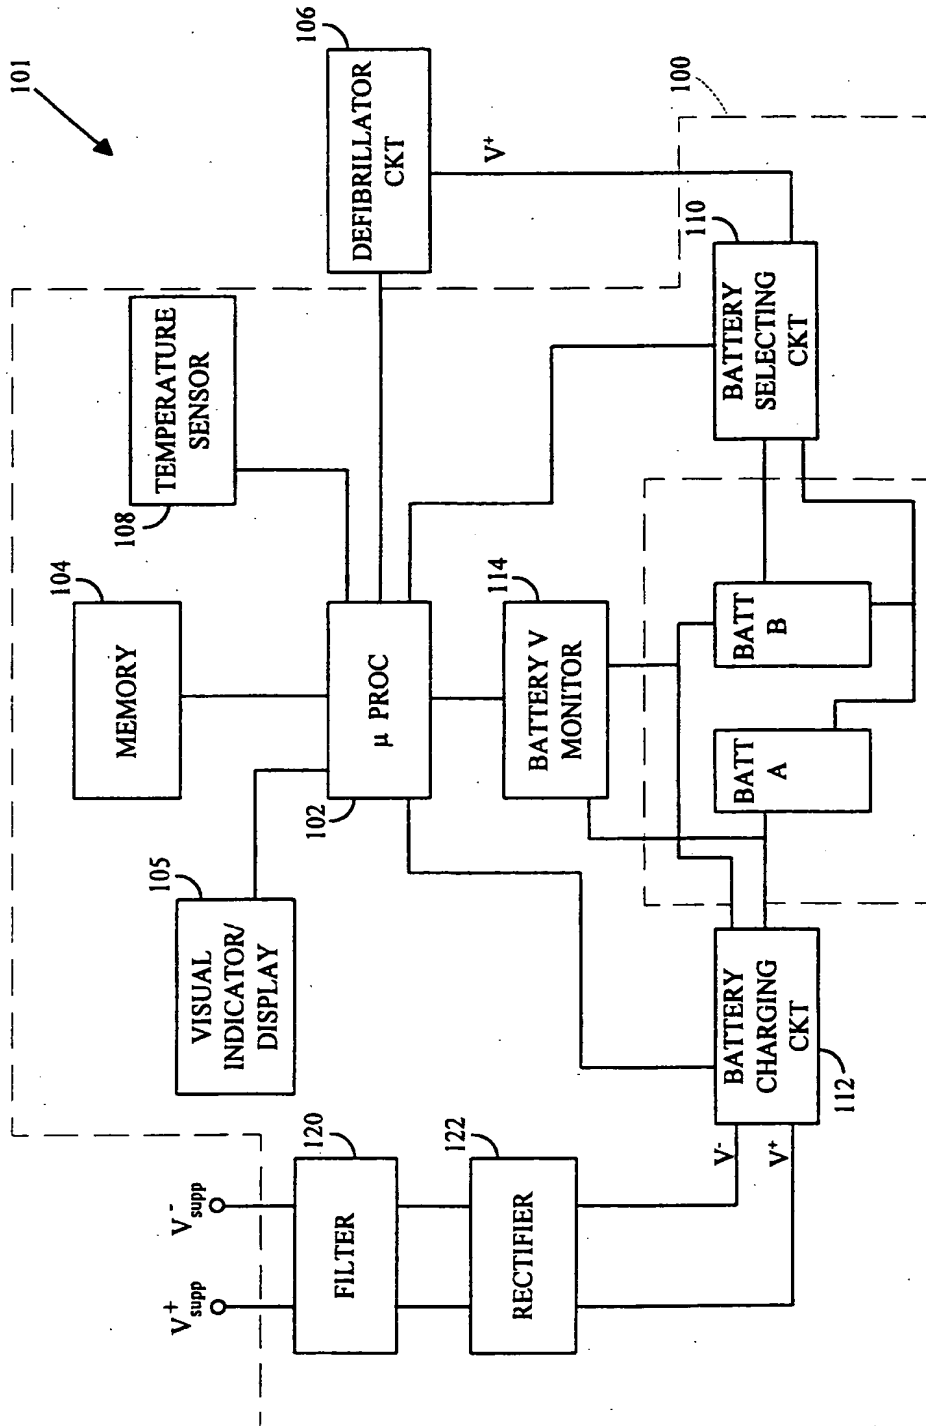 101
106
DEFIBRILLATOR
CKT
V+
100
110
BATTERY
SELECTING
CKT
TEMPERATURE
SENSOR
108
104
MEMORY
μ PROC
102
114
BATTERY V
MONITOR
BATT
B
BATT
A
105
VISUAL
INDICATOR/
DISPLAY
BATTERY
CHARGING
CKT
112
V-
V+
120
FILTER
122
RECTIFIER
V-supp
V+supp